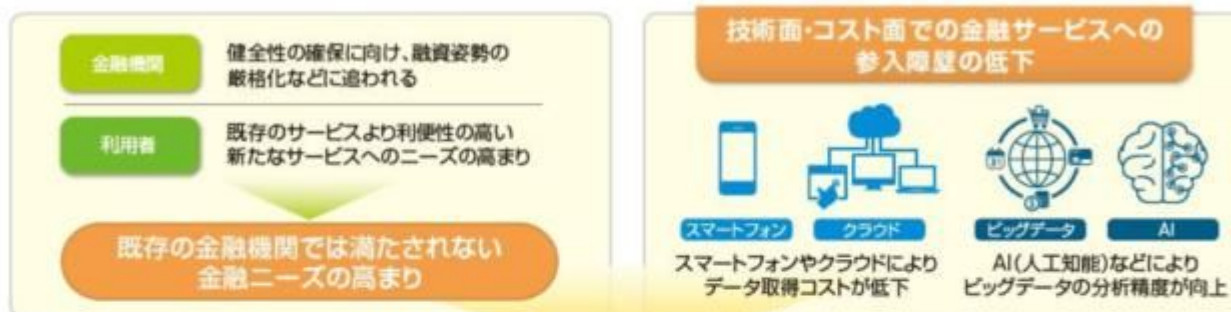 金融機関
健全性の確保に向け、融資姿勢の
厳格化などに追われる
利用者
既存のサービスより利便性の高い
新たなサービスへのニーズの高まり
既存の金融機関では満たされない
金融ニーズの高まり
技術面・コスト面での金融サービスへの
参入障壁の低下
スマートフォン
クラウド
スマートフォンやクラウドにより
データ取得コストが低下
ビッグデータ
AI
AI(人工知能)などにより
ビッグデータの分析精度が向上